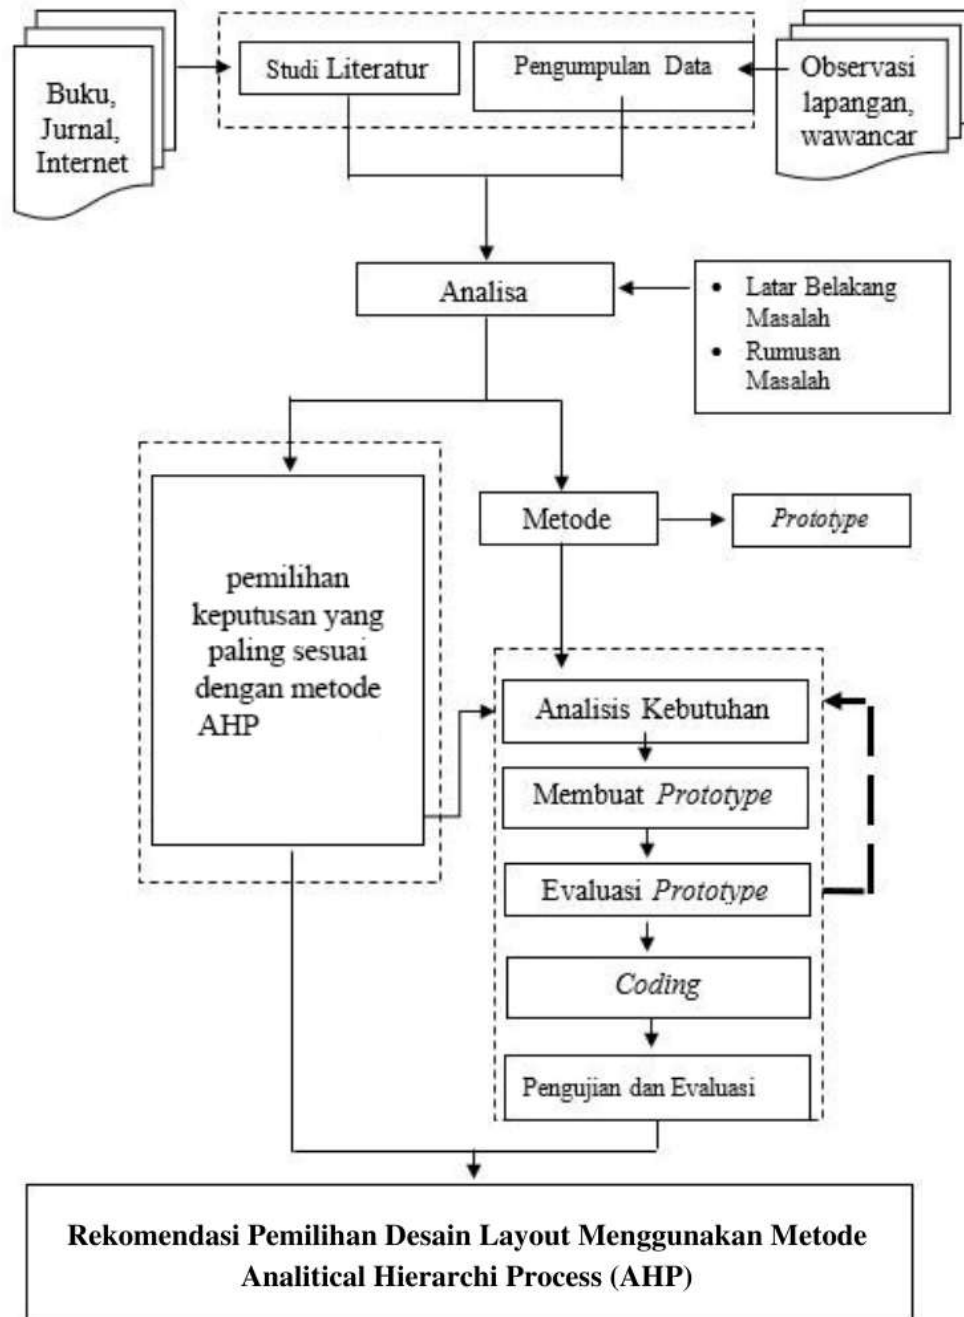 Buku,
Jurnal,
Internet
Studi Literatur
Pengumpulan Data
Observasi
lapangan,
wawancar
Analisa
• Latar Belakang
Masalah
• Rumusan
Masalah
pemilihan
keputusan yang
paling sesuai
dengan metode
AHP
Metode
Prototype
Analisis Kebutuhan
Membuat Prototype
Evaluasi Prototype
Coding
Pengujian dan Evaluasi
Rekomendasi Pemilihan Desain Layout Menggunakan Metode
Analitical Hierarchi Process (AHP)